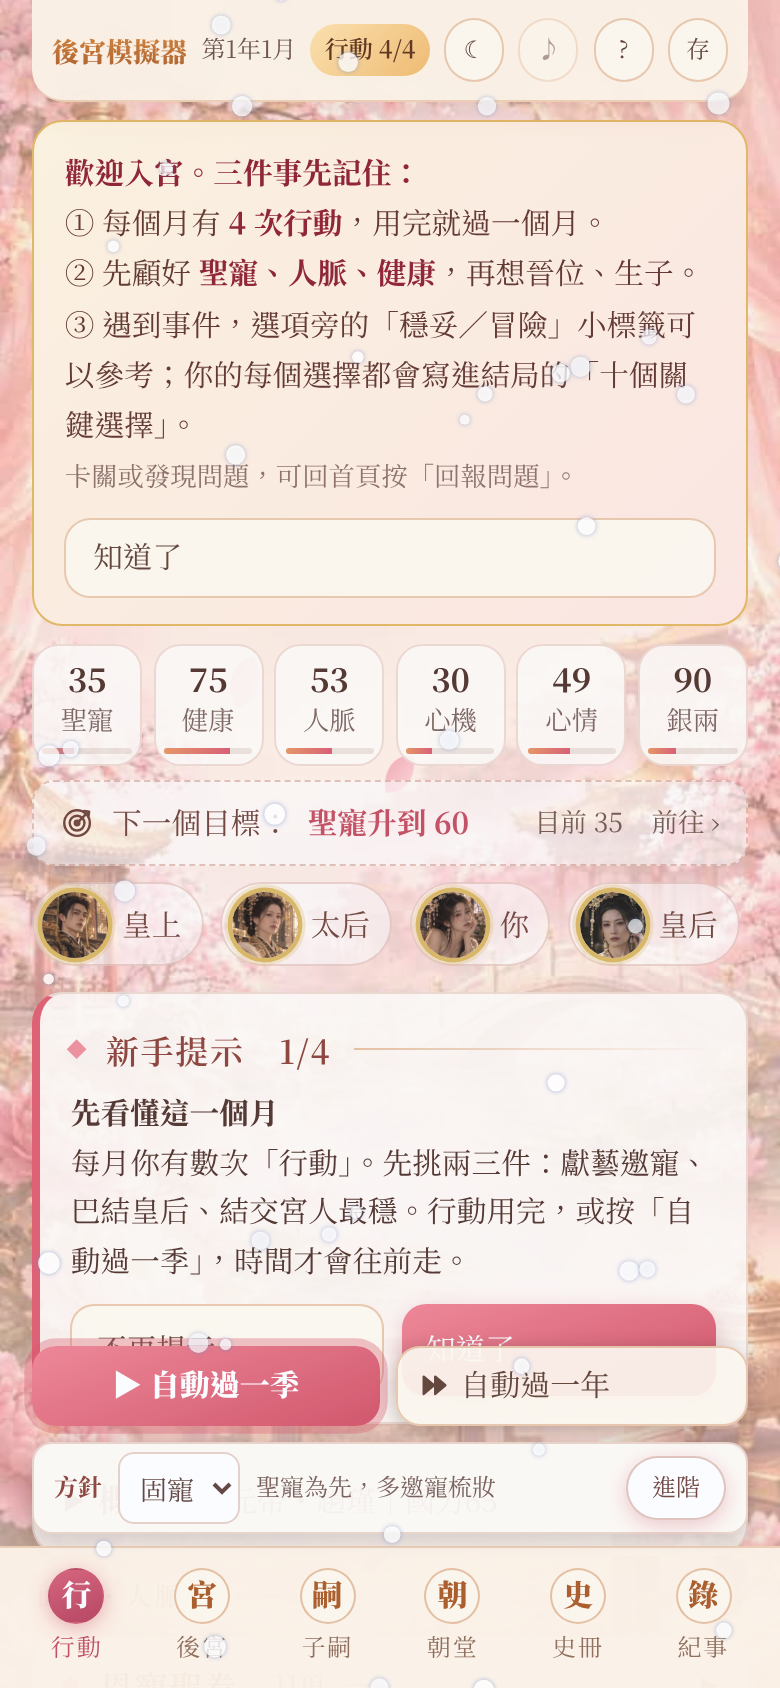 後宮模擬器 第1年1月 行動 4/4 ☾ ♪ ? 存
歡迎入宮。三件事先記住：
① 每個月有 4 次行動，用完就過一個月。
② 先顧好 聖寵、人脈、健康，再想晉位、生子。
③ 遇到事件，選項旁的「穩妥／冒險」小標籤可
以參考；你的每個選擇都會寫進結局的「十個關
鍵選擇」。
卡關或發現問題，可回首頁按「回報問題」。
知道了
35 75 53 30 49 90
聖寵 健康 人脈 心機 心情 銀兩
下一個目標： 聖寵升到 60 目前 35 前往 ›
皇上 太后 你 皇后
新手提示 1/4
先看懂這一個月
每月你有數次「行動」。先挑兩三件：獻藝邀寵、
巴結皇后、結交宮人最穩。行動用完，或按「自
動過一季」，時間才會往前走。
不再提示 知道了
▶ 自動過一季 自動過一年
方針 固寵 聖寵為先，多邀寵梳妝 進階
行 宮 嗣 朝 史 錄
行動 後宮 子嗣 朝堂 史冊 紀事